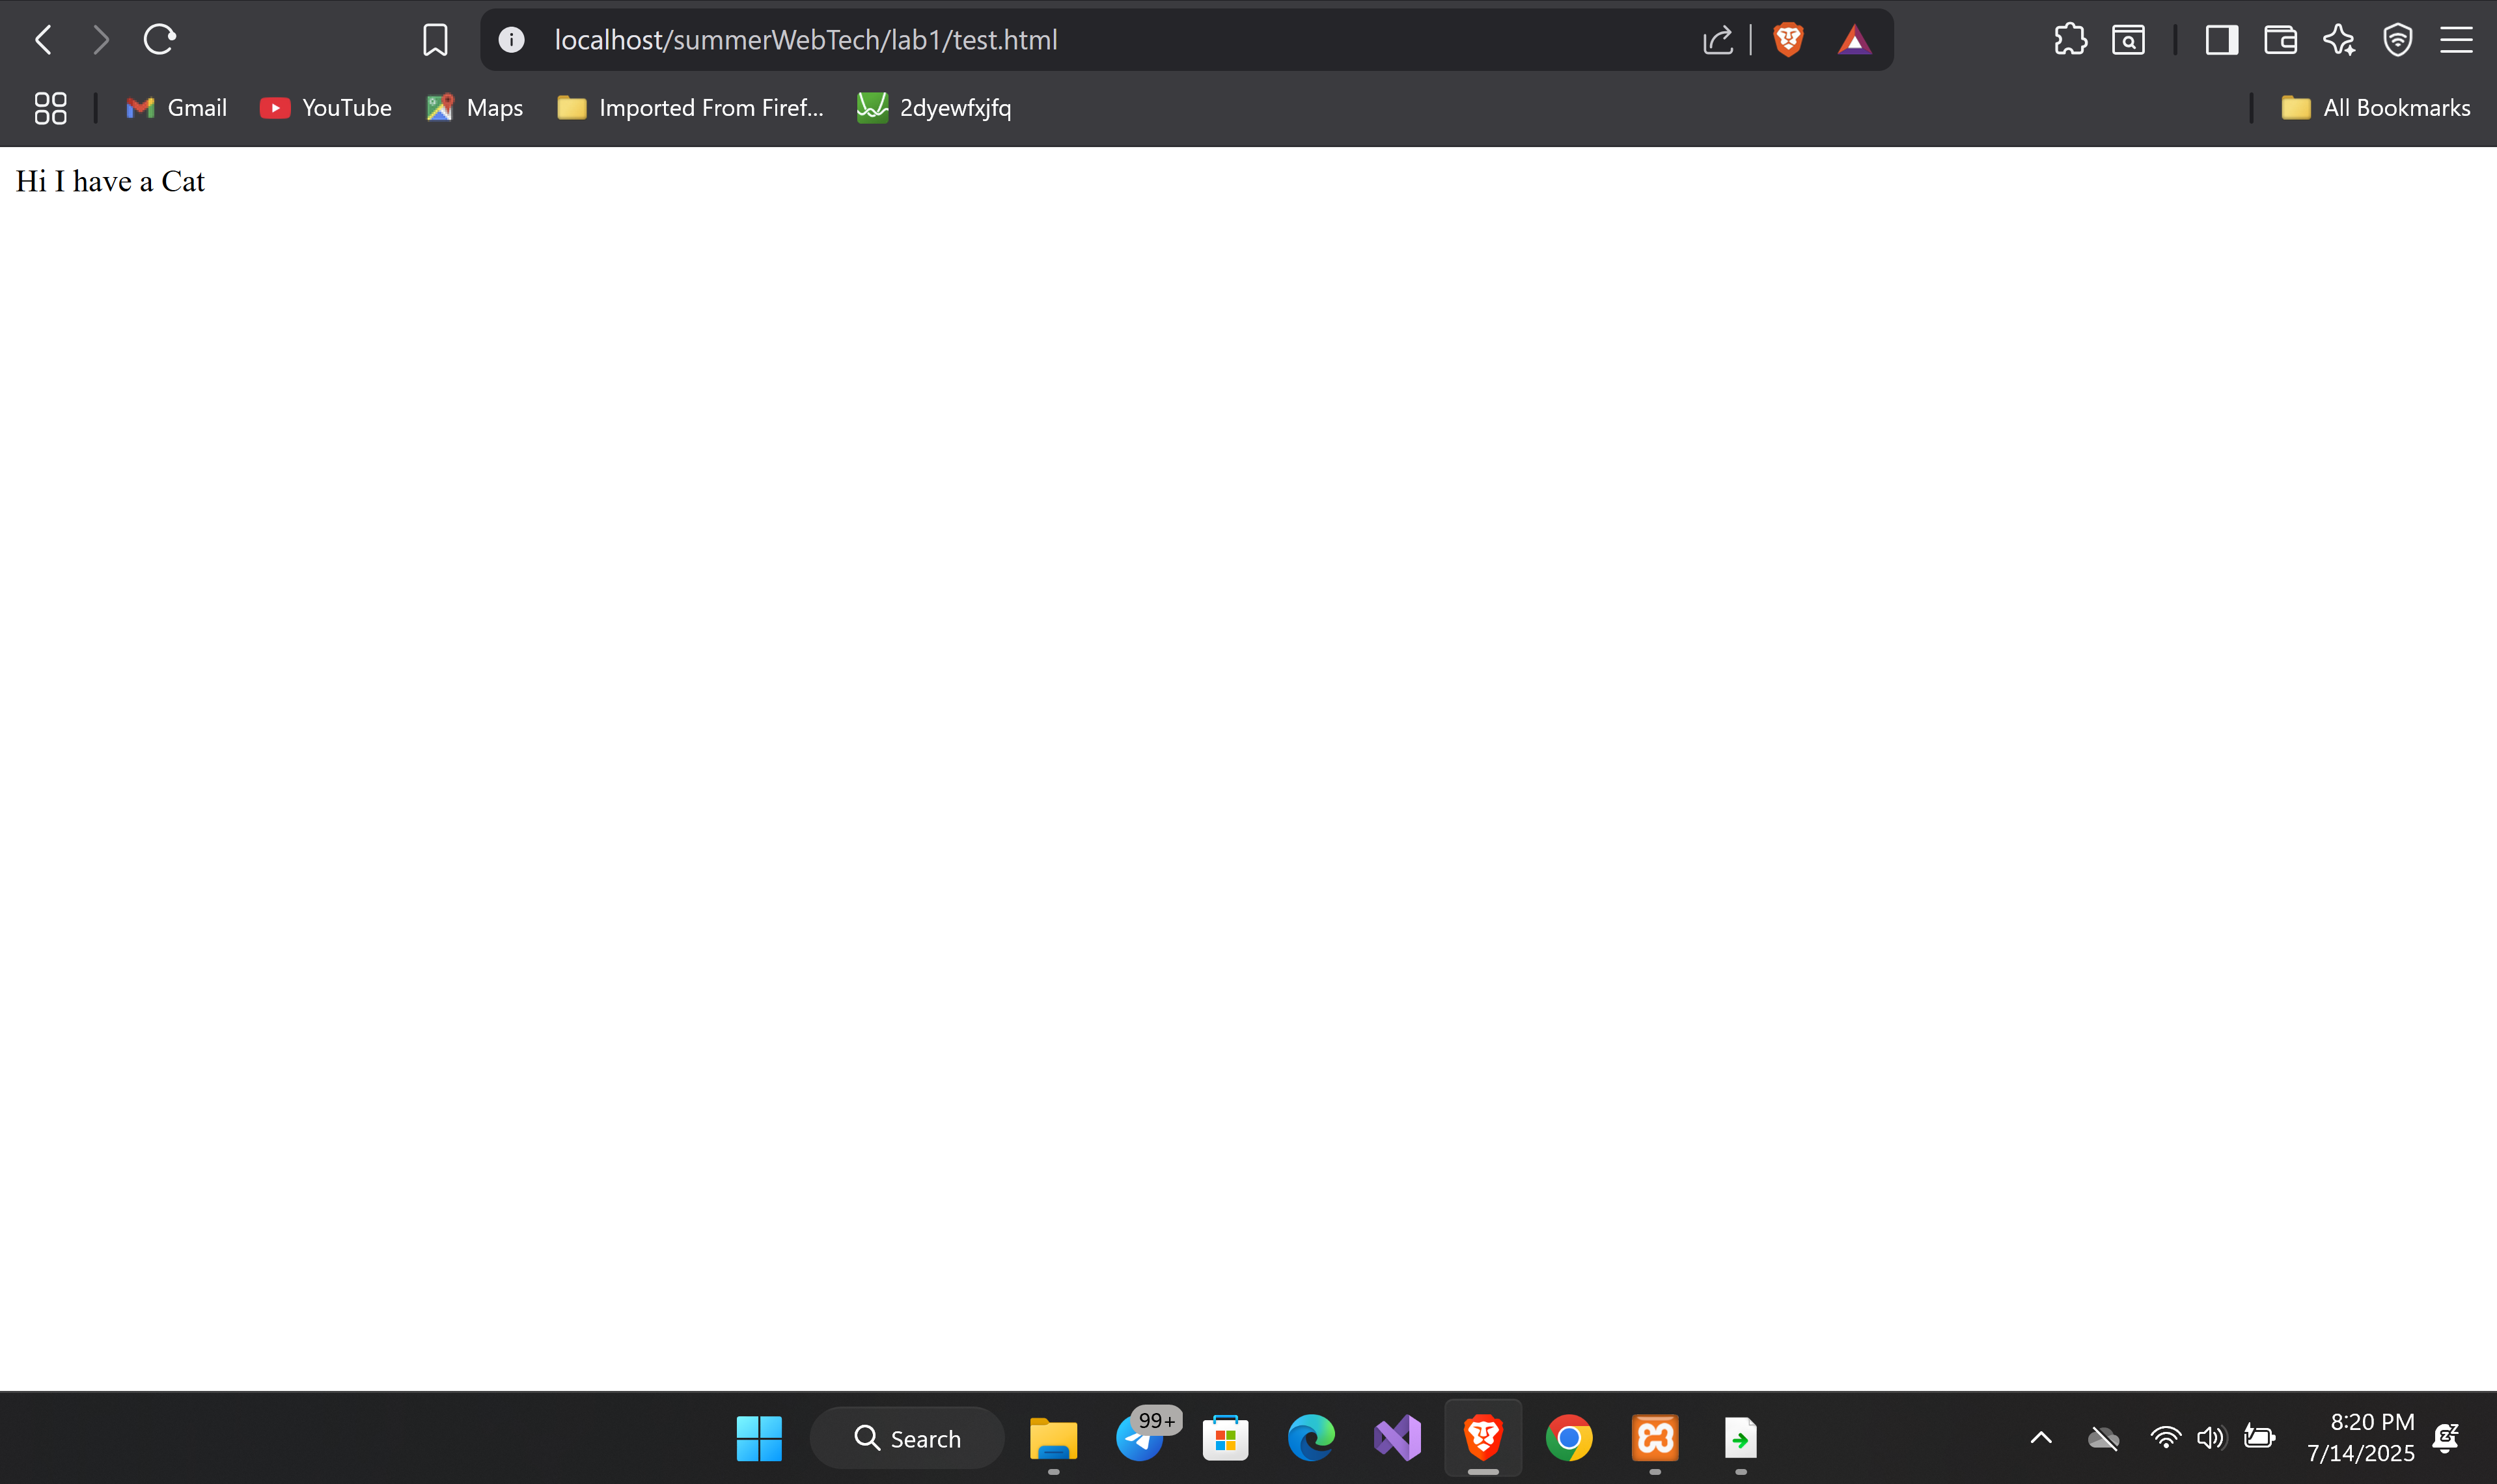 localhost/summerWebTech/lab1/test.html
Gmail YouTube Maps Imported From Firef... 2dyewfxjfq All Bookmarks
Hi I have a Cat
Search
99+
8:20 PM
7/14/2025